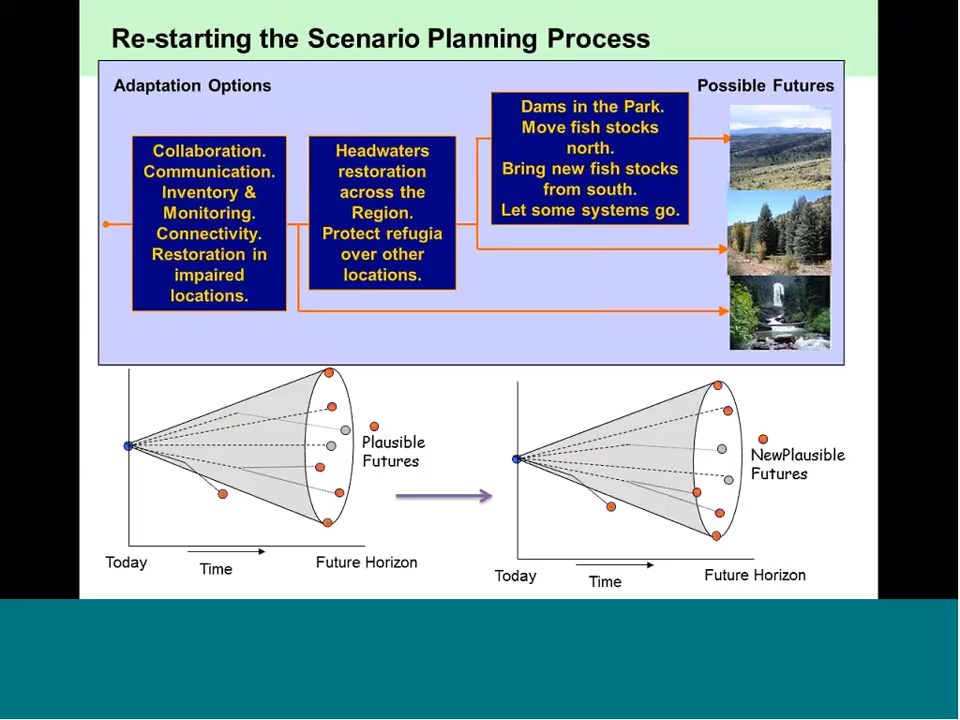 Re-starting the Scenario Planning Process
Adaptation Options
Possible Futures
Collaboration.
Communication.
Inventory &
Monitoring.
Connectivity.
Restoration in
impaired
locations.
Headwaters
restoration
across the
Region.
Protect refugia
over other
locations.
Dams in the Park.
Move fish stocks
north.
Bring new fish stocks
from south.
Let some systems go.
Plausible
Futures
Today
Time
Future Horizon
NewPlausible
Futures
Today
Time
Future Horizon